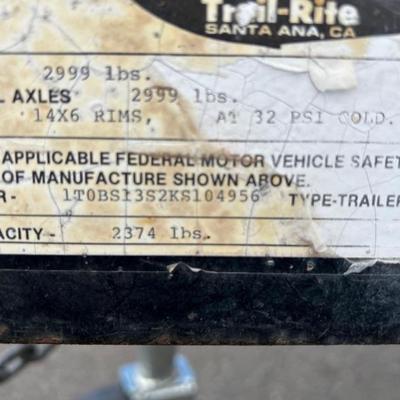 Trail-Rite
SANTA ANA, CA
2999 lbs.
L AXLES 2999 lbs.
14X6 RIMS, AT 32 PSI COLD.
APPLICABLE FEDERAL MOTOR VEHICLE SAFET
OF MANUFACTURE SHOWN ABOVE.
R- 1T0BS13S2KS104956 TYPE-TRAILER
ACITY- 2374 lbs.